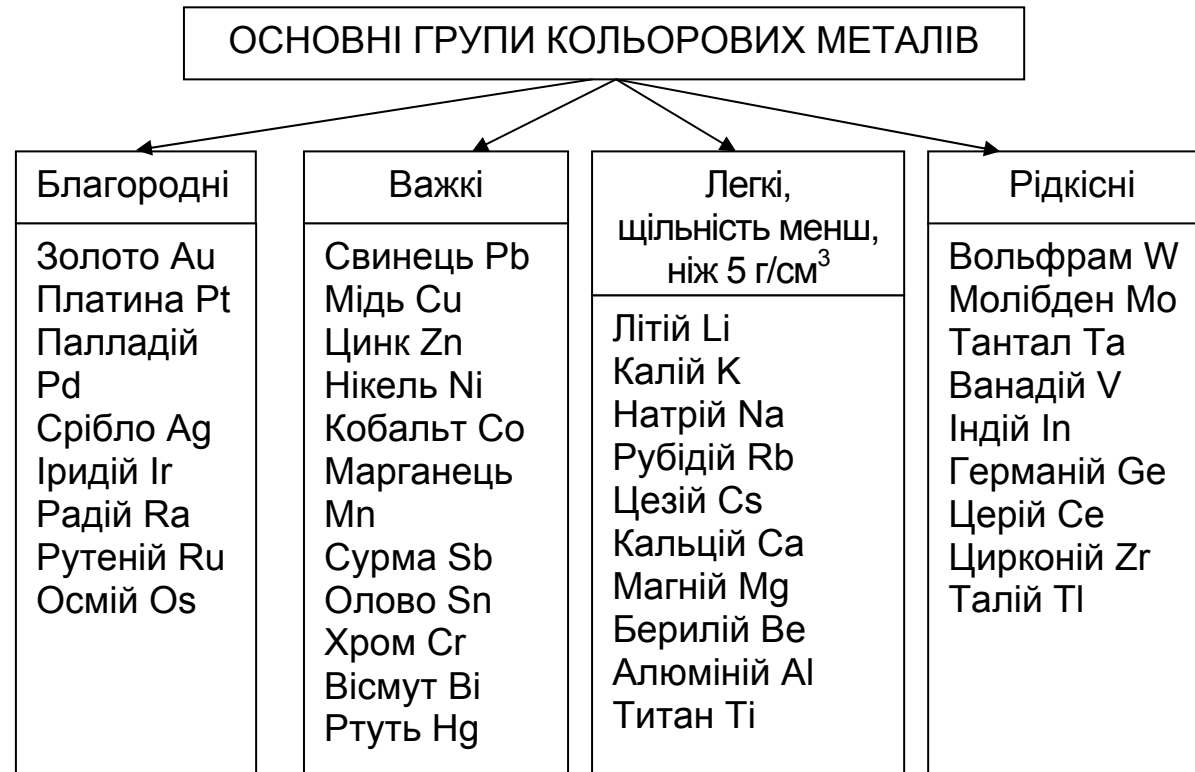 ОСНОВНІ ГРУПИ КОЛЬОРОВИХ МЕТАЛІВ
Благородні
Золото Au
Платина Pt
Палладій
Pd
Срібло Ag
Іридій Ir
Радій Ra
Рутеній Ru
Осмій Os
Важкі
Свинець Pb
Мідь Cu
Цинк Zn
Нікель Ni
Кобальт Co
Марганець
Mn
Сурма Sb
Олово Sn
Хром Cr
Вісмут Bi
Ртуть Hg
Легкі,
щільність менш,
ніж 5 г/см³
Літій Li
Калій K
Натрій Na
Рубідій Rb
Цезій Cs
Кальцій Ca
Магній Mg
Берилій Be
Алюміній Al
Титан Ti
Рідкісні
Вольфрам W
Молібден Mo
Тантал Ta
Ванадій V
Індій In
Германій Ge
Церій Ce
Цирконій Zr
Талій Tl